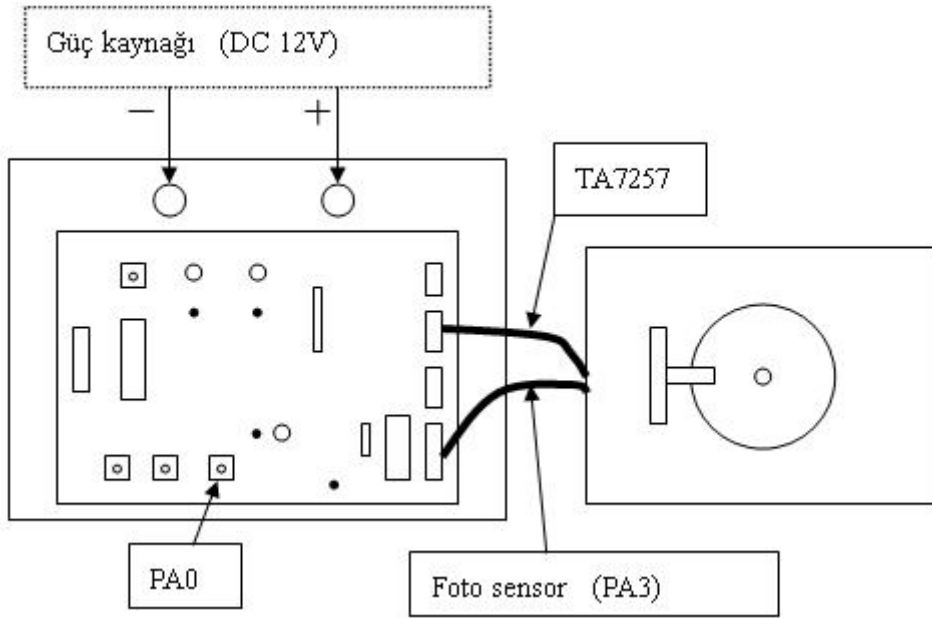 Güç kaynağı (DC 12V)
− +
TA7257
PA0
Foto sensor (PA3)